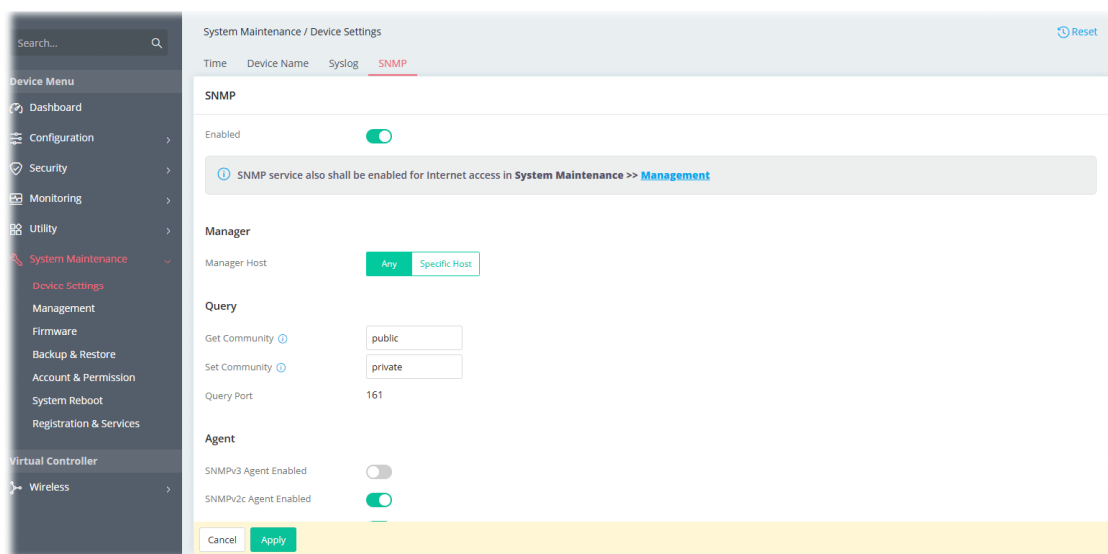 Search...
Device Menu
Dashboard
Configuration
Security
Monitoring
Utility
System Maintenance
Device Settings
Management
Firmware
Backup & Restore
Account & Permission
System Reboot
Registration & Services
Virtual Controller
Wireless
System Maintenance / Device Settings
Reset
Time Device Name Syslog SNMP
SNMP
Enabled
SNMP service also shall be enabled for Internet access in System Maintenance >> Management
Manager
Manager Host Any Specific Host
Query
Get Community public
Set Community private
Query Port 161
Agent
SNMPv3 Agent Enabled
SNMPv2c Agent Enabled
Cancel Apply